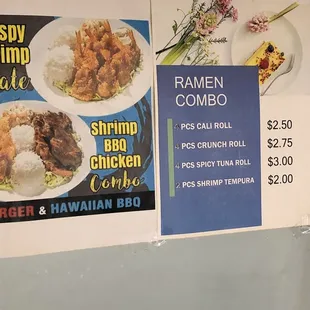 spy
imp
ate
Shrimp
BBQ
chicken
Combo
RGER & HAWAIIAN BBQ
RAMEN
COMBO
PCS CALI ROLL $2.50
PCS CRUNCH ROLL $2.75
PCS SPICY TUNA ROLL $3.00
PCS SHRIMP TEMPURA $2.00